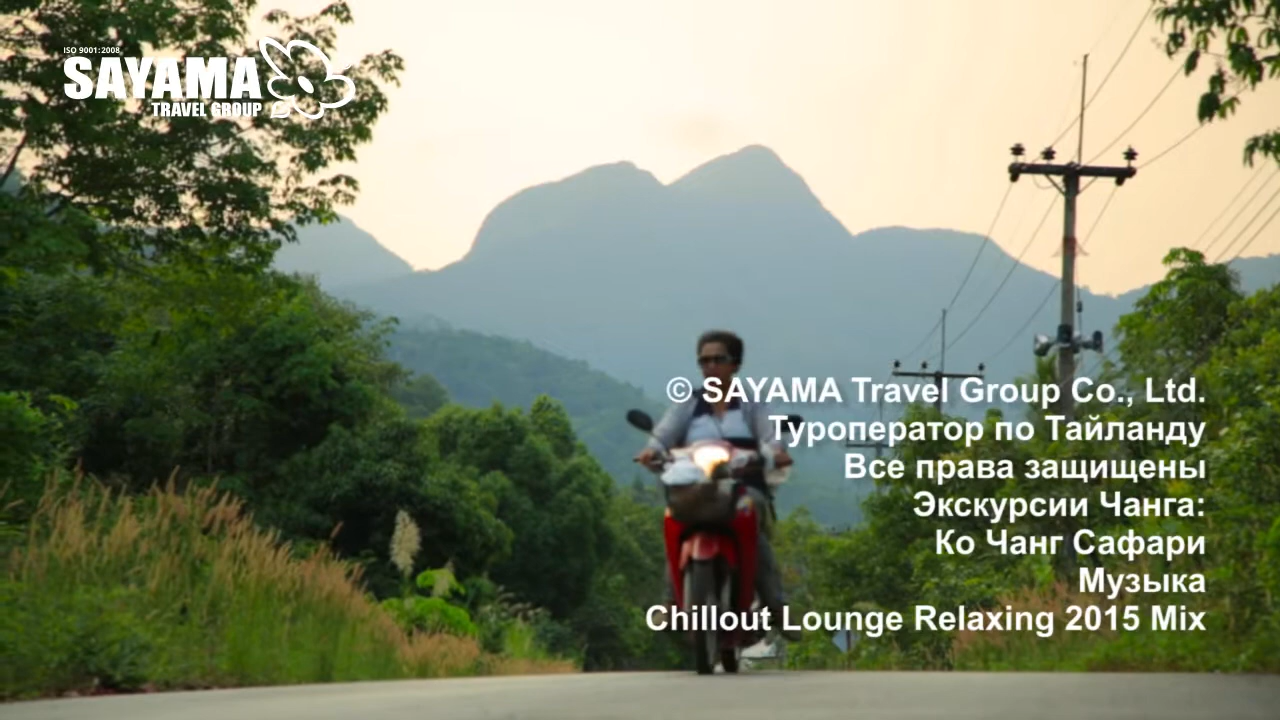 ISO 9001:2008
SAYAMA
TRAVEL GROUP
© SAYAMA Travel Group Co., Ltd.
Туроператор по Тайланду
Все права защищены
Экскурсии Чанга:
Ко Чанг Сафари
Музыка
Chillout Lounge Relaxing 2015 Mix